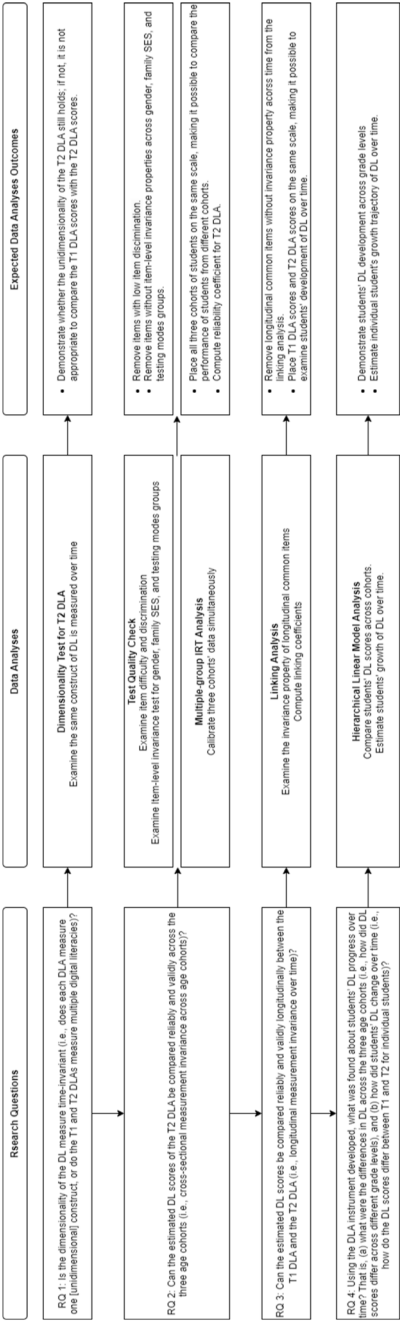 Rsearch Questions
RQ 1: Is the dimensionality of the DL measure time-invariant (i.e., does each DLA measure
one [unidimensional] construct, or do the T1 and T2 DLAs measure multiple digital literacies)?
RQ 2: Can the estimated DL scores of the T2 DLA be compared reliably and validly across the
three age cohorts (i.e., cross-sectional measurement invariance across age cohorts)?
RQ 3: Can the estimated DL scores be compared reliably and validly longitudinally between the
T1 DLA and the T2 DLA (i.e., longitudinal measurement invariance over time)?
RQ 4: Using the DLA instrument developed, what was found about students' DL progress over
time? That is, (a) what were the differences in DL across the three age cohorts (i.e., how did DL
scores differ across different grade levels), and (b) how did students' DL change over time (i.e.,
how do the DL scores differ between T1 and T2 for individual students)?
Data Analyses
Dimensionality Test for T2 DLA
Examine the same construct of DL is measured over time
Test Quality Check
Examine item difficulty and discrimination
Examine item-level invariance test for gender, family SES, and testing modes groups
Multiple-group IRT Analysis
Calibrate three cohorts' data simultaneously
Linking Analysis
Examine the invariance property of longitudinal common items
Compute linking coefficients
Hierarchical Linear Model Analysis
Compare students' DL scores across cohorts.
Estimate students' growth of DL over time.
Expected Data Analyses Outcomes
• Demonstrate whether the unidimensionality of the T2 DLA still holds; if not, it is not
appropriate to compare the T1 DLA scores with the T2 DLA scores.
• Remove items with low item discrimination.
• Remove items without item-level invariance properties across gender, family SES, and
testing modes groups.
• Place all three cohorts of students on the same scale, making it possible to compare the
performance of students from different cohorts.
• Compute reliability coefficient for T2 DLA.
• Remove longitudinal common items without invariance property acorss time from the
linking analysis.
• Place T1 DLA scores and T2 DLA scores on the same scale, making it possible to
examine students' development of DL over time.
• Demonstrate students' DL development across grade levels
• Estimate individual student's growth trajectory of DL over time.